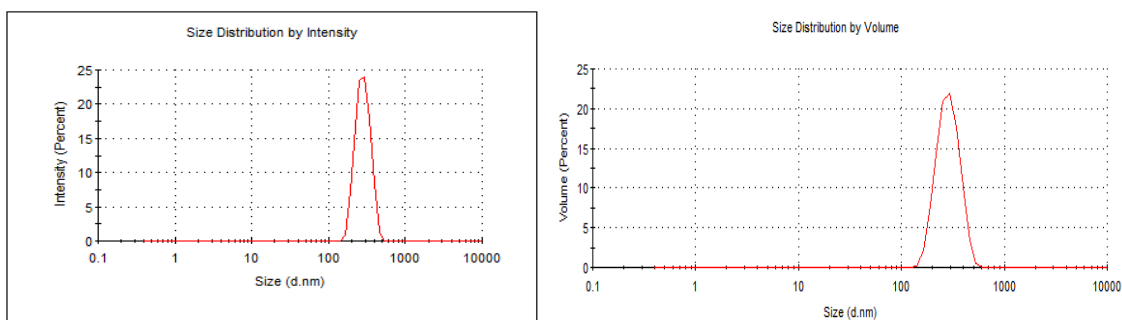 Size Distribution by Intensity
Intensity (Percent)
25
20
15
10
5
0
0.1 1 10 100 1000 10000
Size (d.nm)
Size Distribution by Volume
Volume (Percent)
25
20
15
10
5
0
0.1 1 10 100 1000 10000
Size (d.nm)